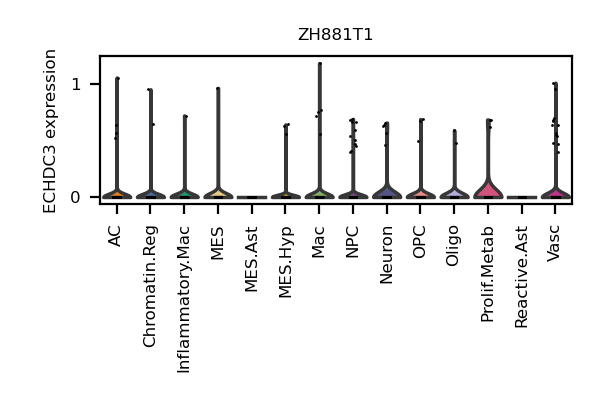 ZH881T1
ECHDC3 expression
1
0
AC
Chromatin.Reg
Inflammatory.Mac
MES
MES.Ast
MES.Hyp
Mac
NPC
Neuron
OPC
Oligo
Prolif.Metab
Reactive.Ast
Vasc